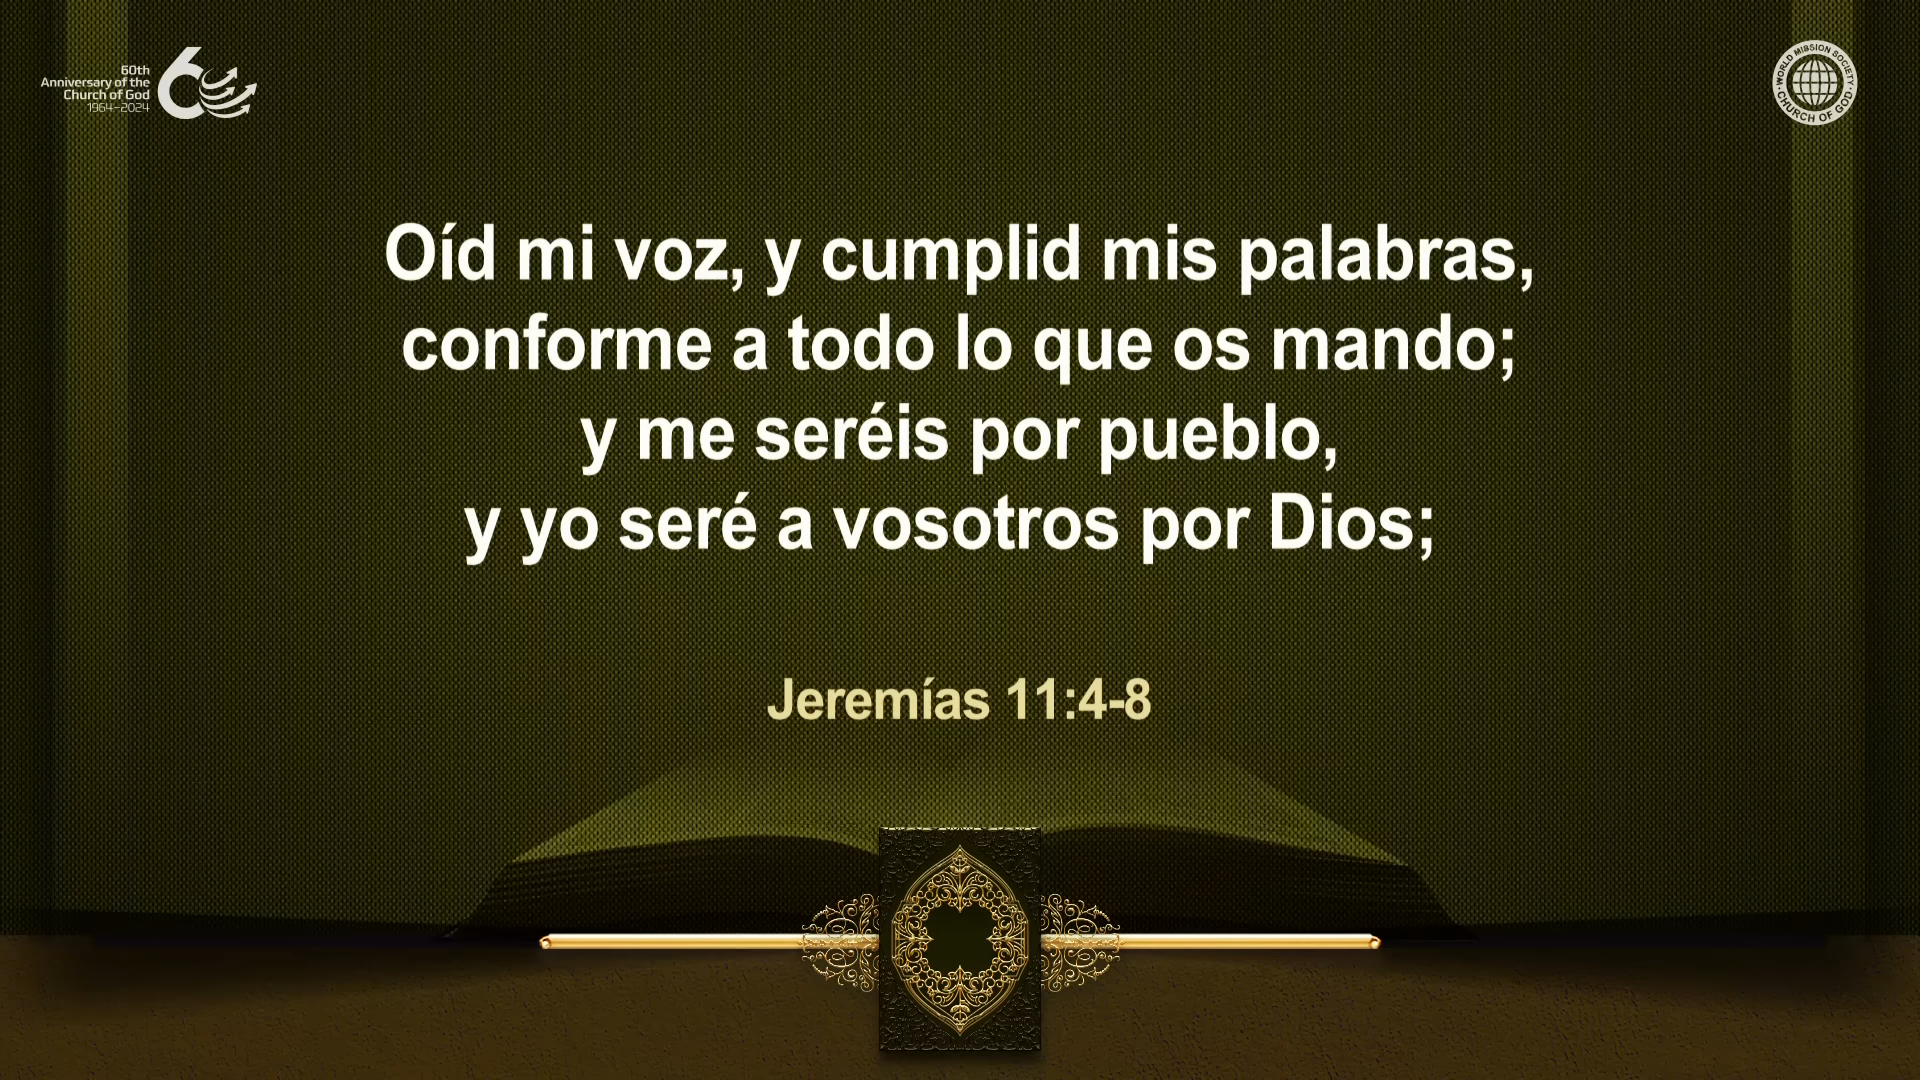 60th
Anniversary of the
Church of God
1964–2024
60
WORLD MISSION SOCIETY
CHURCH OF GOD
Oíd mi voz, y cumplid mis palabras,
conforme a todo lo que os mando;
y me seréis por pueblo,
y yo seré a vosotros por Dios;
Jeremías 11:4-8